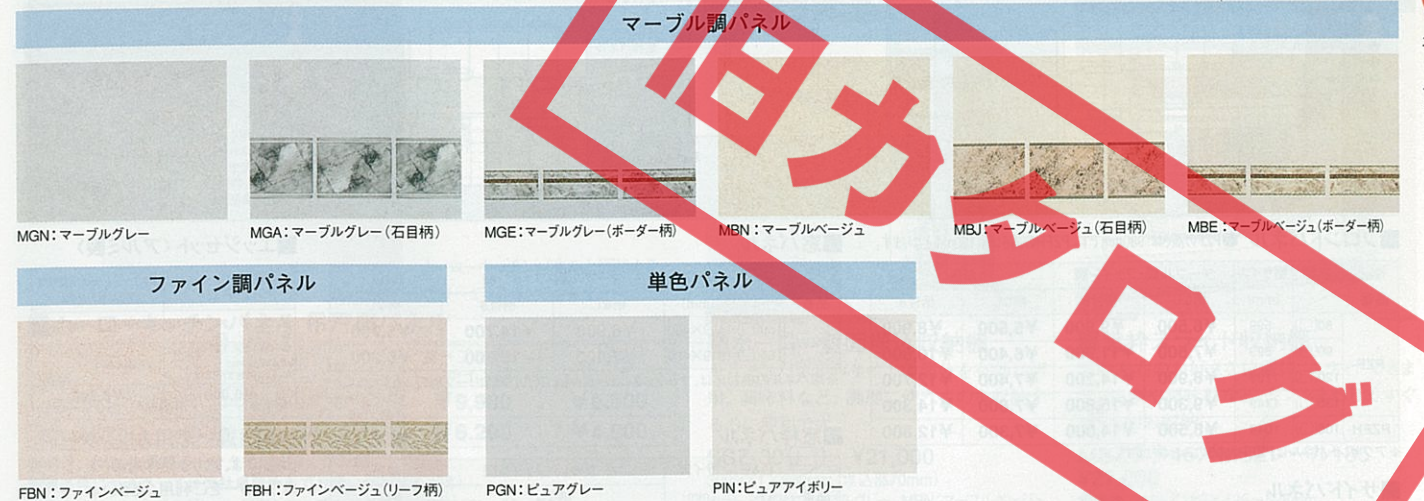 マーブル調パネル
MGN：マーブルグレー
MGA：マーブルグレー（石目柄）
MGE：マーブルグレー（ボーダー柄）
MBN：マーブルベージュ
MBJ：マーブルベージュ（石目柄）
MBE：マーブルベージュ（ボーダー柄）
旧カタログ
ファイン調パネル
単色パネル
FBN：ファインベージュ
FBH：ファインベージュ（リーフ柄）
PGN：ピュアグレー
PIN：ピュアアイボリー